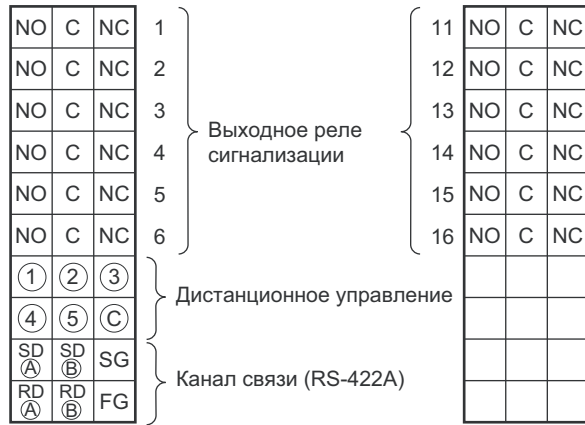 NO C NC 1 11 NO C NC
NO C NC 2 12 NO C NC
NO C NC 3 13 NO C NC
Выходное реле
сигнализации
NO C NC 4 14 NO C NC
NO C NC 5 15 NO C NC
NO C NC 6 16 NO C NC
① ② ③
Дистанционное управление
④ ⑤ Ⓒ
SD Ⓐ SD Ⓑ SG
Канал связи (RS-422A)
RD Ⓐ RD Ⓑ FG